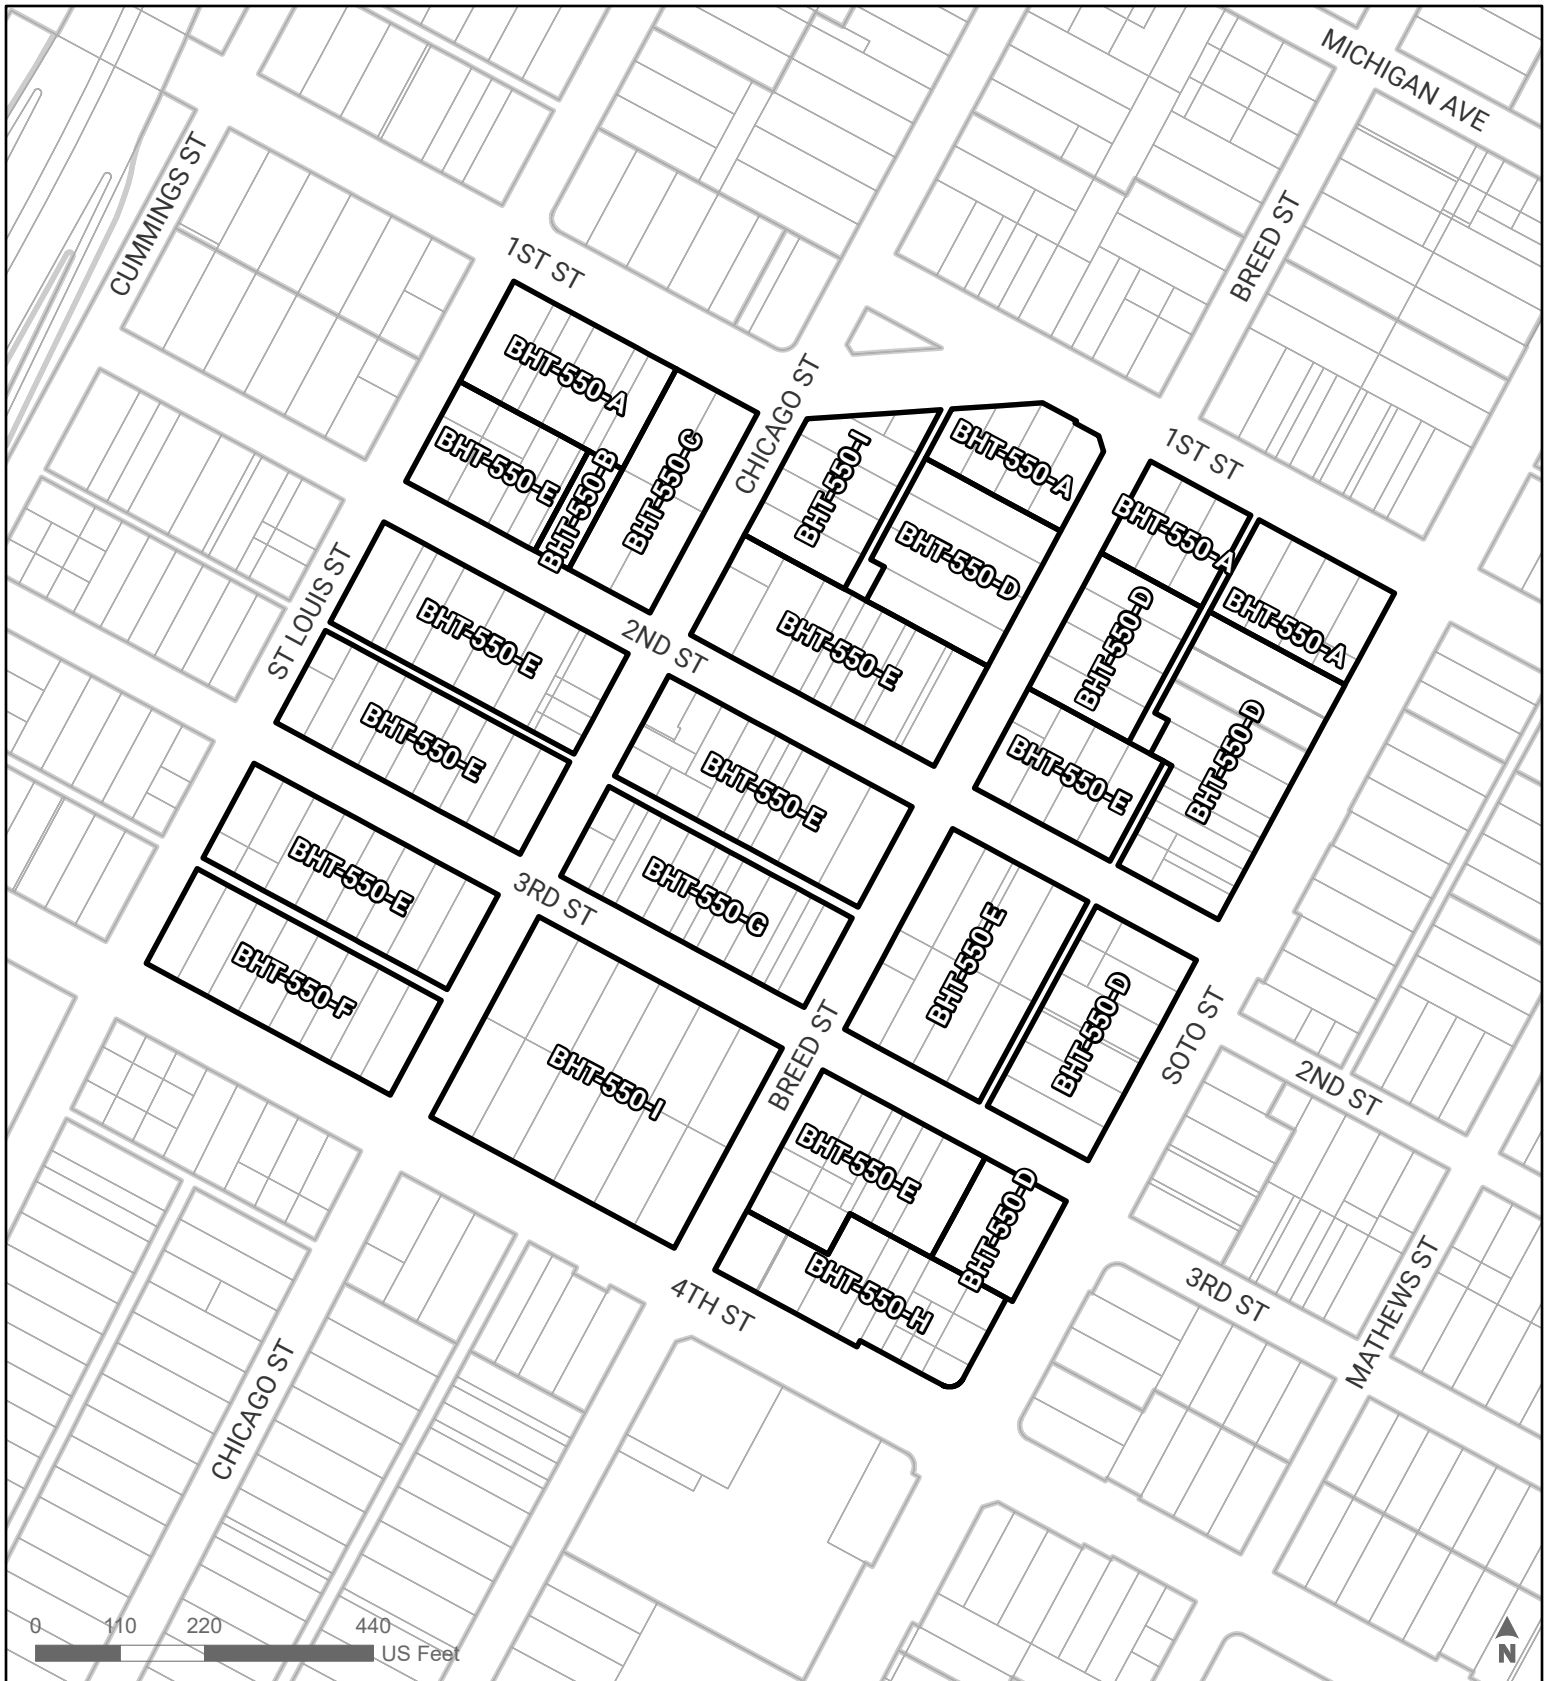 MICHIGAN AVE
CUMMINGS ST
BREED ST
1ST ST
BHT-550-A
CHICAGO ST
BHT-550-I
BHT-550-A
1ST ST
BHT-550-E
BHT-550-B
BHT-550-C
BHT-550-A
BHT-550-D
ST LOUIS ST
BHT-550-E
2ND ST
BHT-550-E
BHT-550-D
BHT-550-A
BHT-550-E
BHT-550-E
BHT-550-E
BHT-550-D
BHT-550-E
3RD ST
BHT-550-G
BHT-550-E
BHT-550-F
BHT-550-I
BREED ST
BHT-550-D
SOTO ST
2ND ST
BHT-550-E
BHT-550-D
BHT-550-H
4TH ST
3RD ST
MATHEWS ST
CHICAGO ST
0 110 220 440
US Feet
N